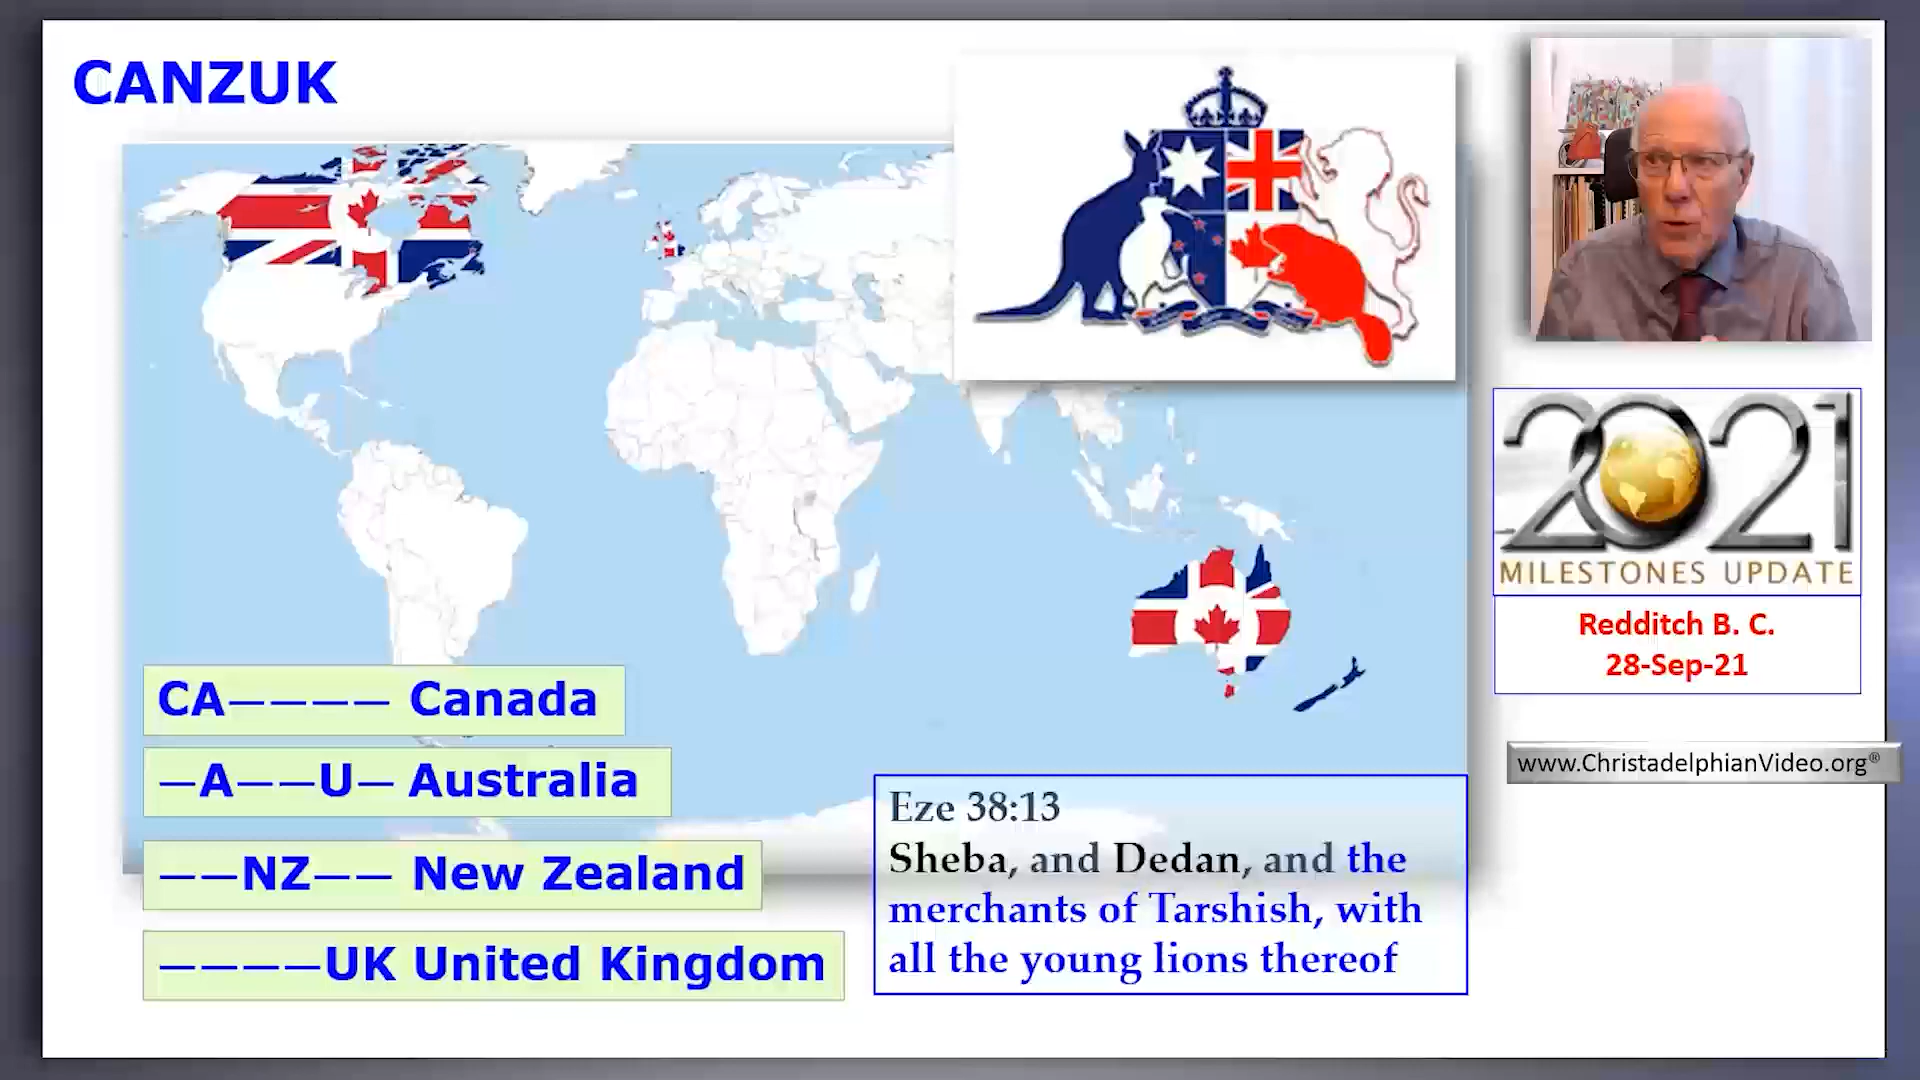 CANZUK
CA———— Canada
—A——U— Australia
——NZ—— New Zealand
————UK United Kingdom
Eze 38:13
Sheba, and Dedan, and the
merchants of Tarshish, with
all the young lions thereof
2021
MILESTONES UPDATE
Redditch B. C.
28-Sep-21
www.ChristadelphianVideo.org®